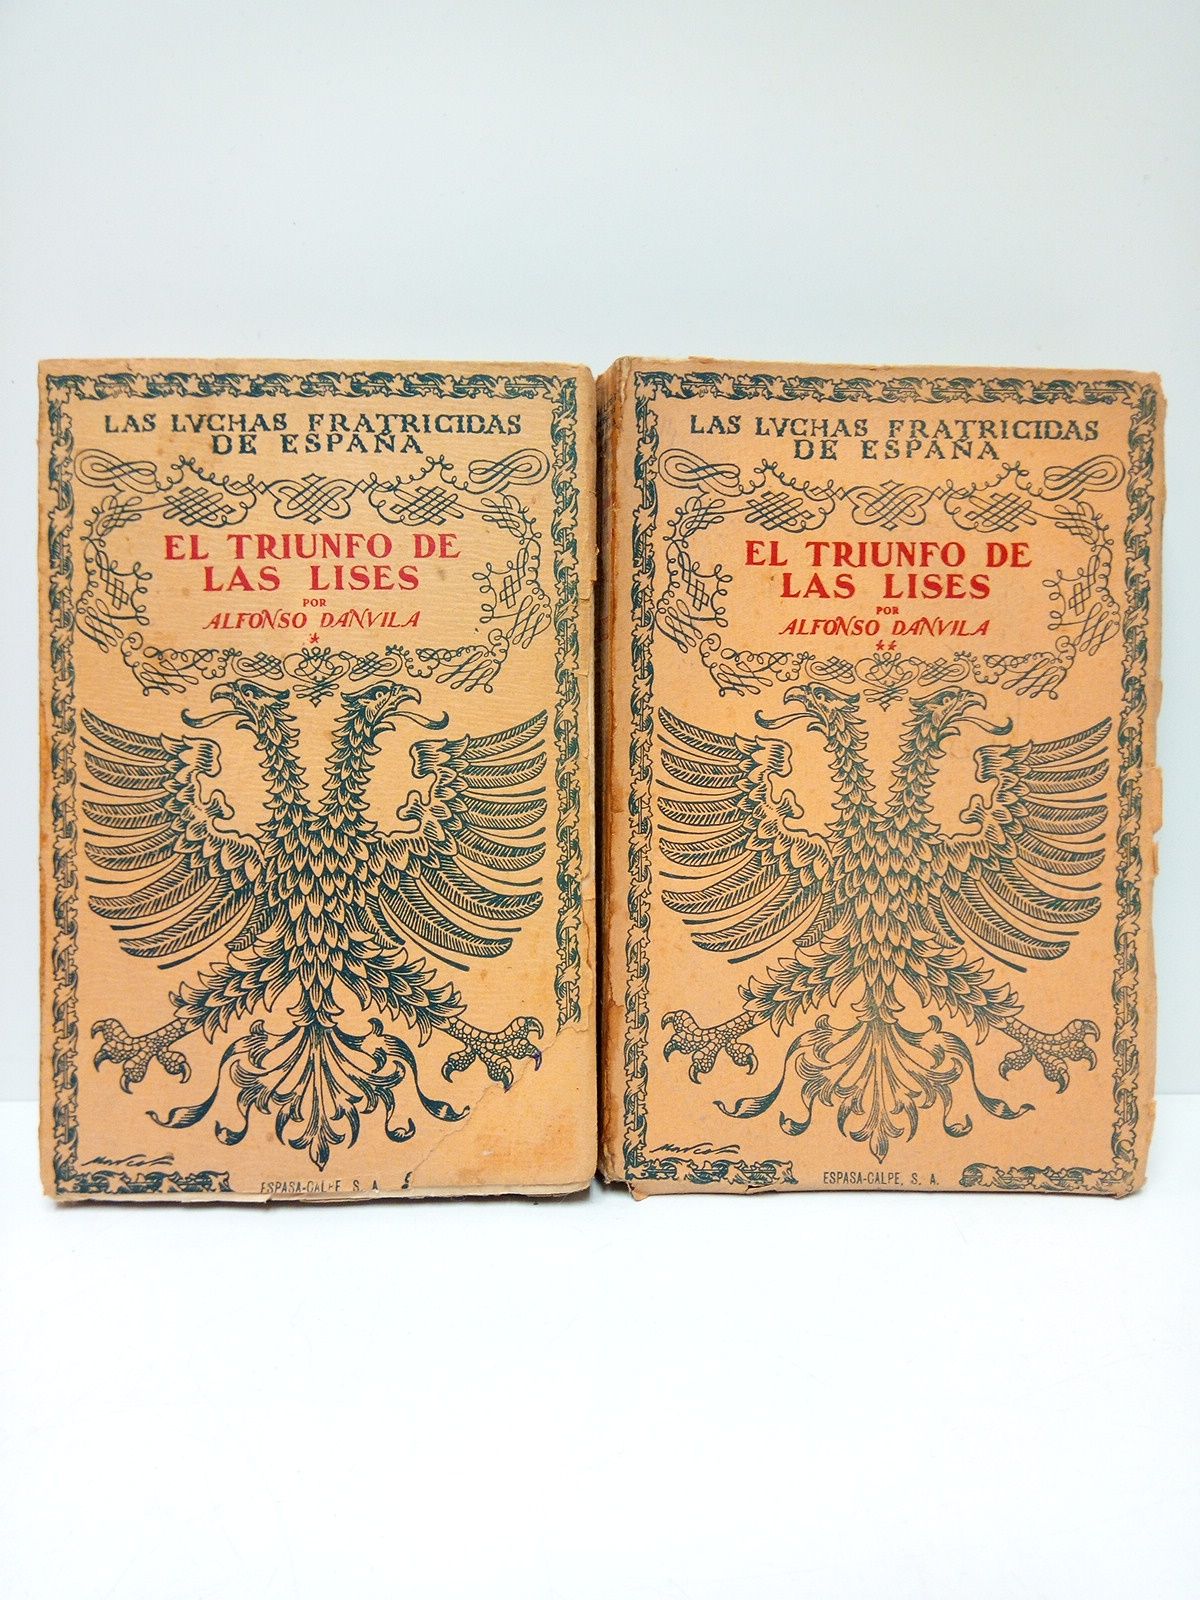 LAS LVCHAS FRATRICIDAS
DE ESPAÑA
EL TRIUNFO DE
LAS LISES
POR
ALFONSO DANVILA
*
ESPASA-CALPE, S. A.
LAS LVCHAS FRATRICIDAS
DE ESPAÑA
EL TRIUNFO DE
LAS LISES
POR
ALFONSO DANVILA
**
ESPASA-CALPE, S. A.